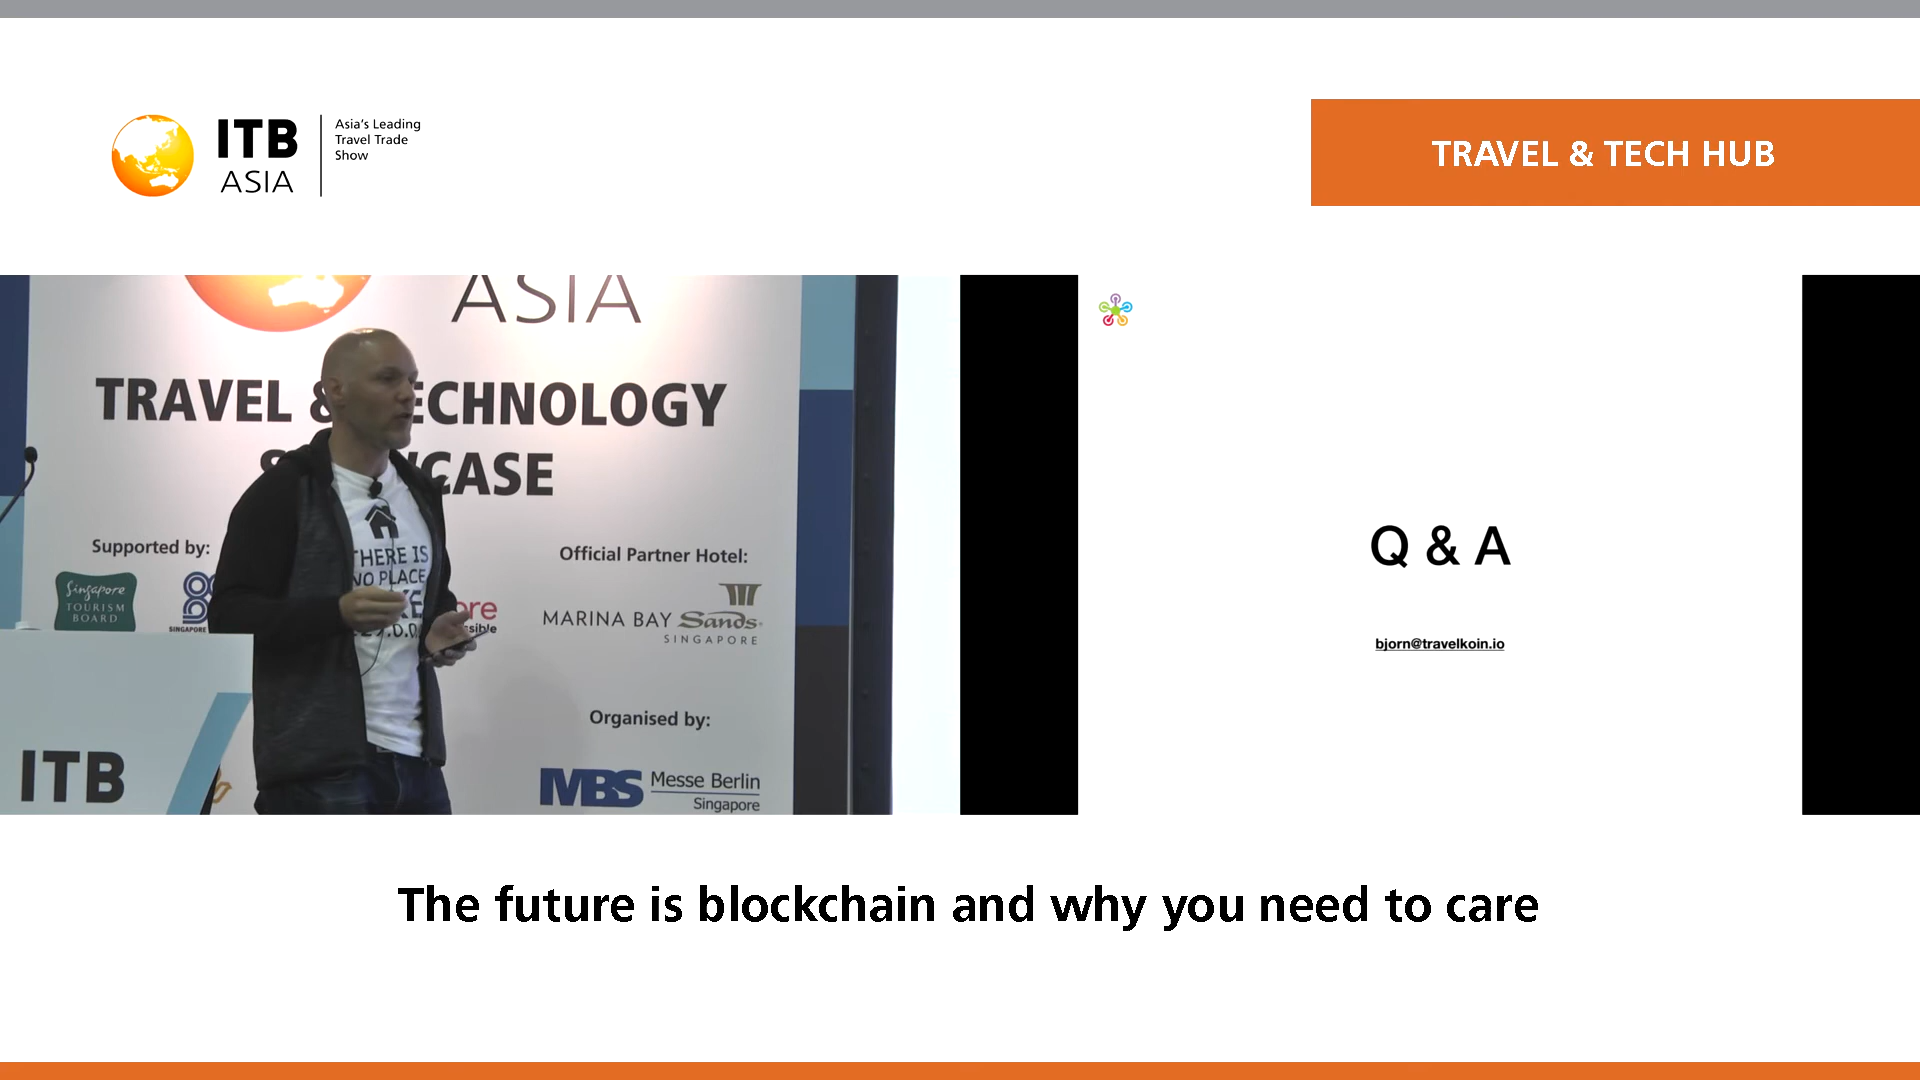 ITB
ASIA
Asia's Leading
Travel Trade
Show
TRAVEL & TECH HUB
ASIA
TRAVEL & ECHNOLOGY
CASE
Supported by:
Official Partner Hotel:
Singapore
TOURISM
BOARD
SINGAPORE
THERE IS
NO PLACE
MARINA BAY Sands
SINGAPORE
Organised by:
ITB
MBS Messe Berlin
Singapore
Q & A
bjorn@travelkoin.io
The future is blockchain and why you need to care